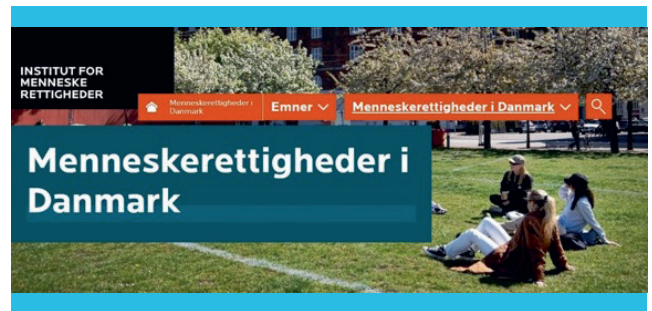 INSTITUT FOR
MENNESKE
RETTIGHEDER
Menneskerettigheder i
Danmark
Emner
Menneskerettigheder i Danmark
Menneskerettigheder i
Danmark